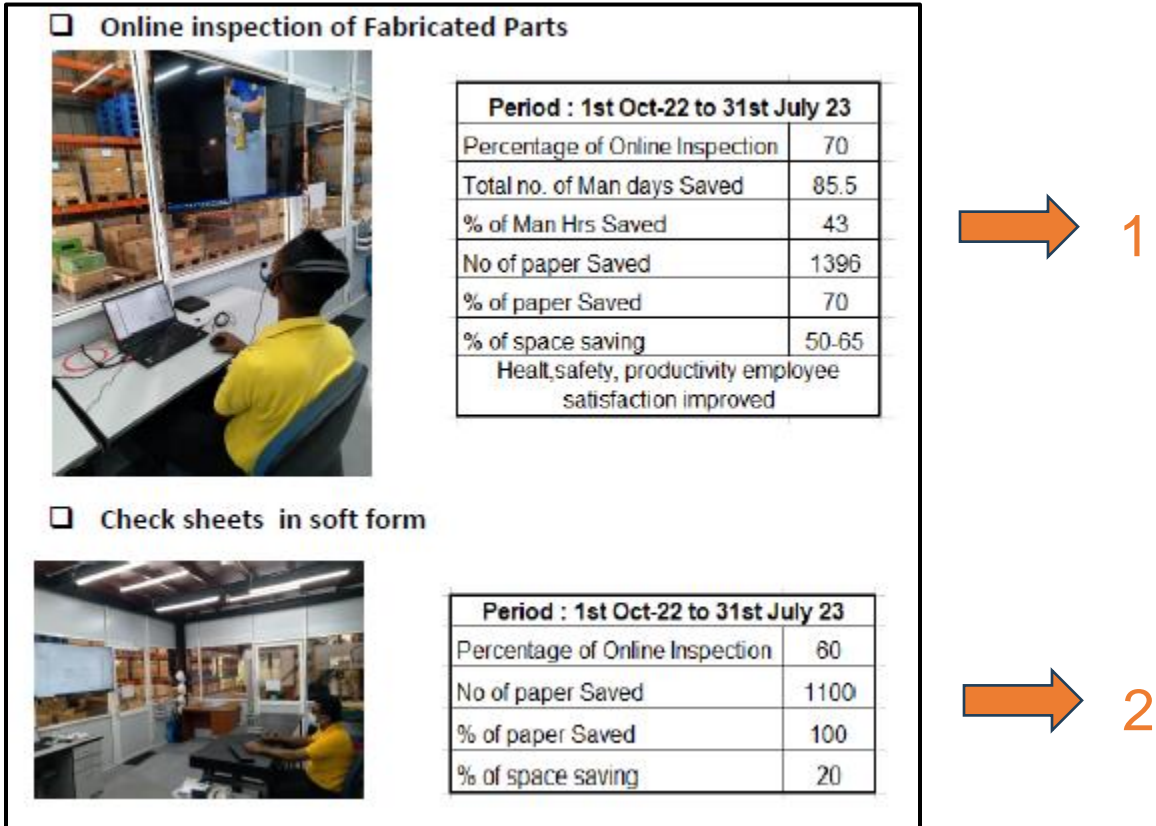 Online inspection of Fabricated Parts
Period : 1st Oct-22 to 31st July 23
Percentage of Online Inspection 70
Total no. of Man days Saved 85.5
% of Man Hrs Saved 43
No of paper Saved 1396
% of paper Saved 70
% of space saving 50-65
Healt,safety, productivity employee
satisfaction improved
1
Check sheets in soft form
Period : 1st Oct-22 to 31st July 23
Percentage of Online Inspection 60
No of paper Saved 1100
% of paper Saved 100
% of space saving 20
2